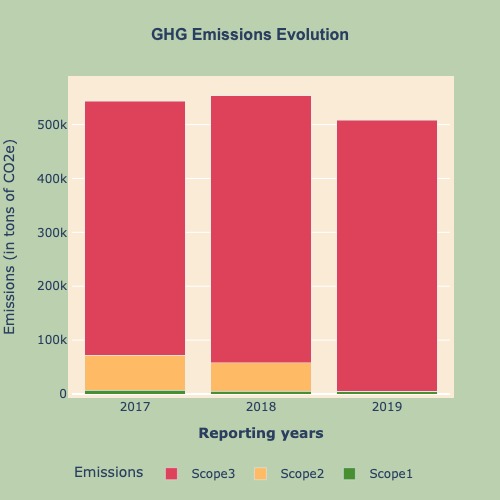 GHG Emissions Evolution
Emissions (in tons of CO2e)
500k
400k
300k
200k
100k
0
2017 2018 2019
Reporting years
Emissions Scope3 Scope2 Scope1